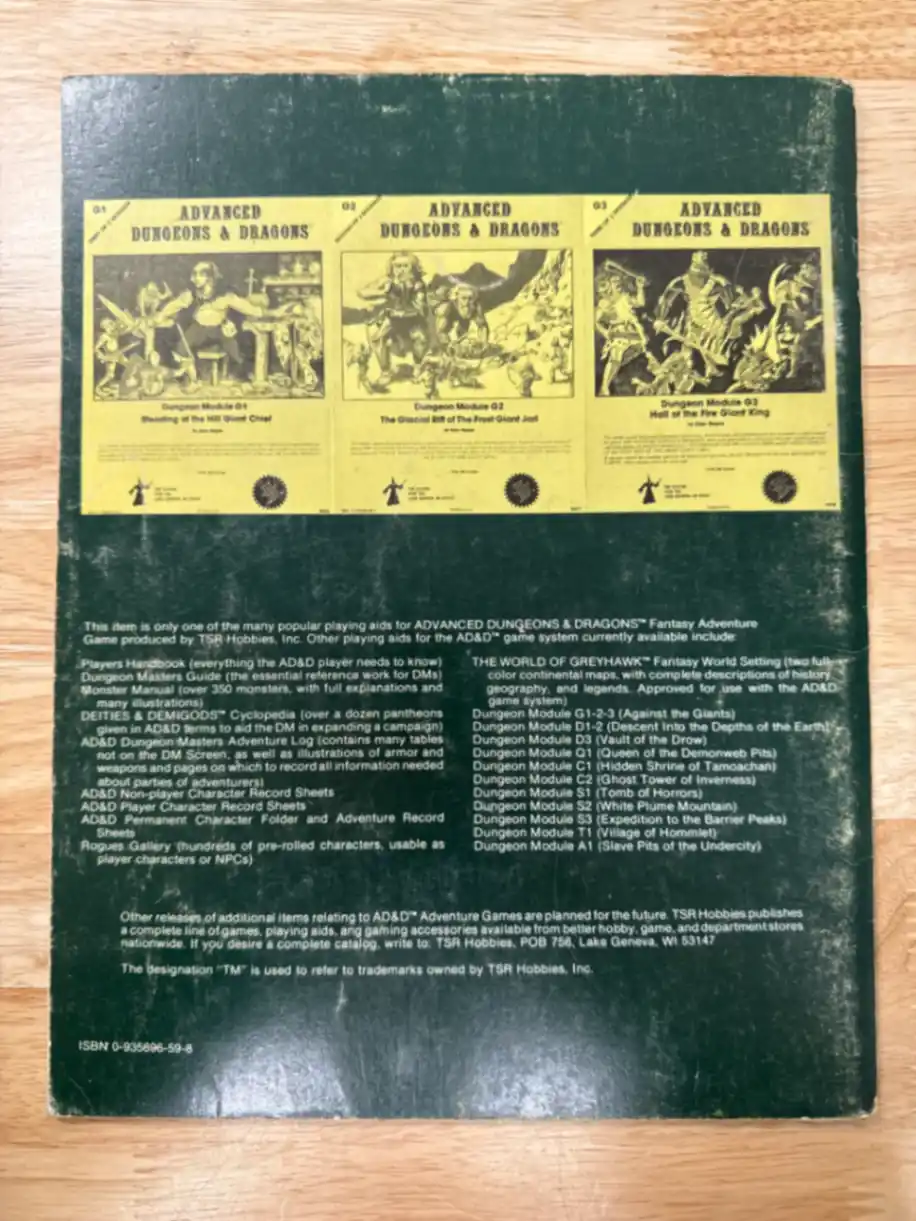 G1
ADVANCED
DUNGEONS & DRAGONS
Dungeon Module G1
Steading of the Hill Giant Chief
by Gary Gygax
G2
ADVANCED
DUNGEONS & DRAGONS
Dungeon Module G2
The Glacial Rift of The Frost Giant Jarl
by Gary Gygax
G3
ADVANCED
DUNGEONS & DRAGONS
Dungeon Module G3
Hall of the Fire Giant King
by Gary Gygax
This item is only one of the many popular playing aids for ADVANCED DUNGEONS & DRAGONS™ Fantasy Adventure
Game produced by TSR Hobbies, Inc. Other playing aids for the AD&D™ game system currently available include:
Players Handbook (everything the AD&D player needs to know)
Dungeon Masters Guide (the essential reference work for DMs)
Monster Manual (over 350 monsters, with full explanations and
many illustrations)
DEITIES & DEMIGODS™ Cyclopedia (over a dozen pantheons
given in AD&D terms to aid the DM in expanding a campaign)
AD&D Dungeon Masters Adventure Log (contains many tables
not on the DM Screen, as well as illustrations of armor and
weapons and pages on which to record all information needed
about parties of adventurers)
AD&D Non-player Character Record Sheets
AD&D Player Character Record Sheets
AD&D Permanent Character Folder and Adventure Record
Sheets
Rogues Gallery (hundreds of pre-rolled characters, usable as
player characters or NPCs)
THE WORLD OF GREYHAWK™ Fantasy World Setting (two full
color continental maps, with complete descriptions of history,
geography, and legends. Approved for use with the AD&D
game system)
Dungeon Module G1-2-3 (Against the Giants)
Dungeon Module D1-2 (Descent Into the Depths of the Earth)
Dungeon Module D3 (Vault of the Drow)
Dungeon Module Q1 (Queen of the Demonweb Pits)
Dungeon Module C1 (Hidden Shrine of Tamoachan)
Dungeon Module C2 (Ghost Tower of Inverness)
Dungeon Module S1 (Tomb of Horrors)
Dungeon Module S2 (White Plume Mountain)
Dungeon Module S3 (Expedition to the Barrier Peaks)
Dungeon Module T1 (Village of Hommlet)
Dungeon Module A1 (Slave Pits of the Undercity)
Other releases of additional items relating to AD&D™ Adventure Games are planned for the future. TSR Hobbies publishes
a complete line of games, playing aids, and gaming accessories available from better hobby, game, and department stores
nationwide. If you desire a complete catalog, write to: TSR Hobbies, POB 756, Lake Geneva, WI 53147
The designation "TM" is used to refer to trademarks owned by TSR Hobbies, Inc.
ISBN 0-935696-59-8